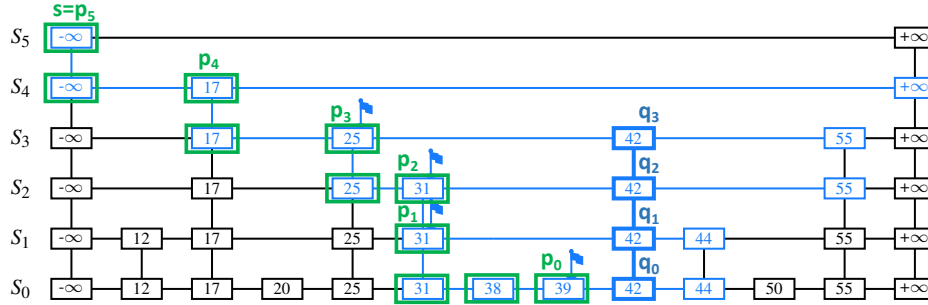 s=p₅
S₅ -∞ +∞
p₄
S₄ -∞ 17 +∞
p₃ q₃
S₃ -∞ 17 25 42 55 +∞
p₂ q₂
S₂ -∞ 17 25 31 42 55 +∞
p₁ q₁
S₁ -∞ 12 17 25 31 42 44 55 +∞
p₀ q₀
S₀ -∞ 12 17 20 25 31 38 39 42 44 50 55 +∞